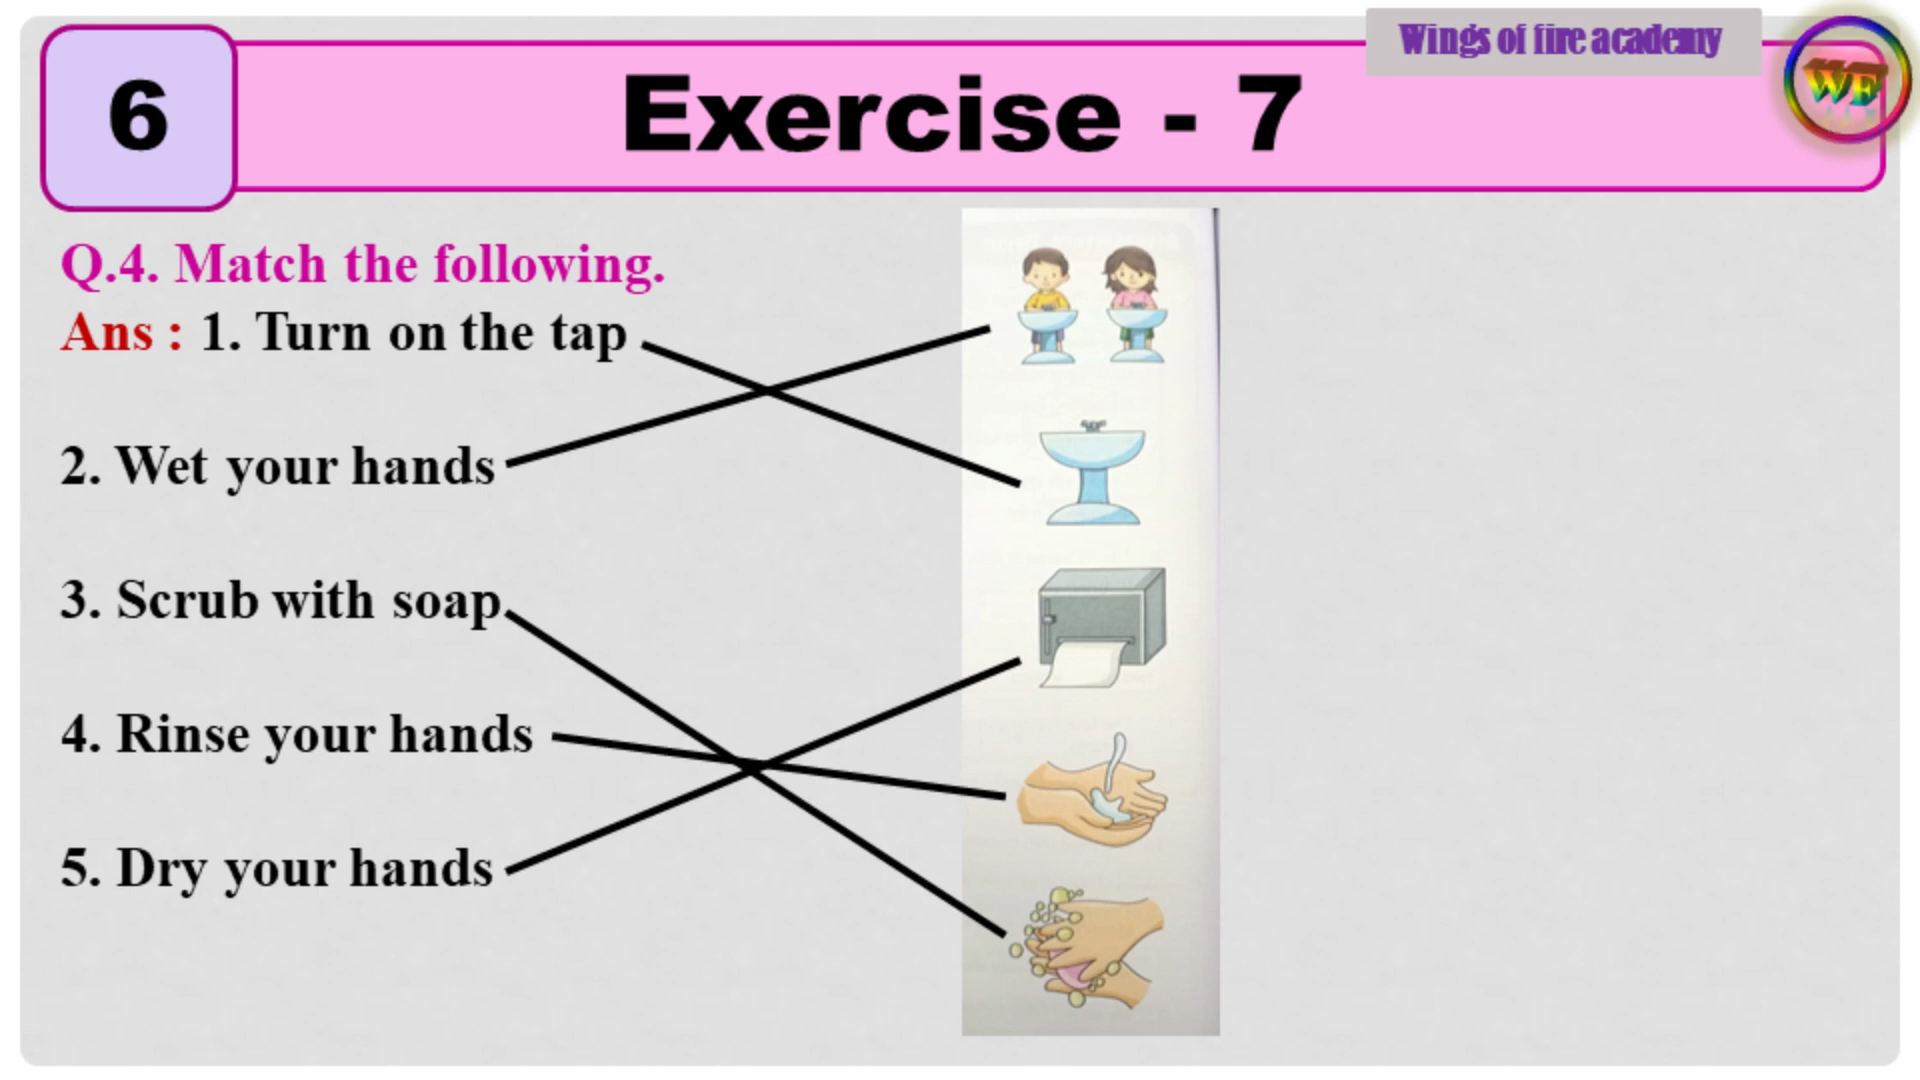 Wings of fire academy
WF
6
Exercise - 7
Q.4. Match the following.
Ans : 1. Turn on the tap
2. Wet your hands
3. Scrub with soap
4. Rinse your hands
5. Dry your hands